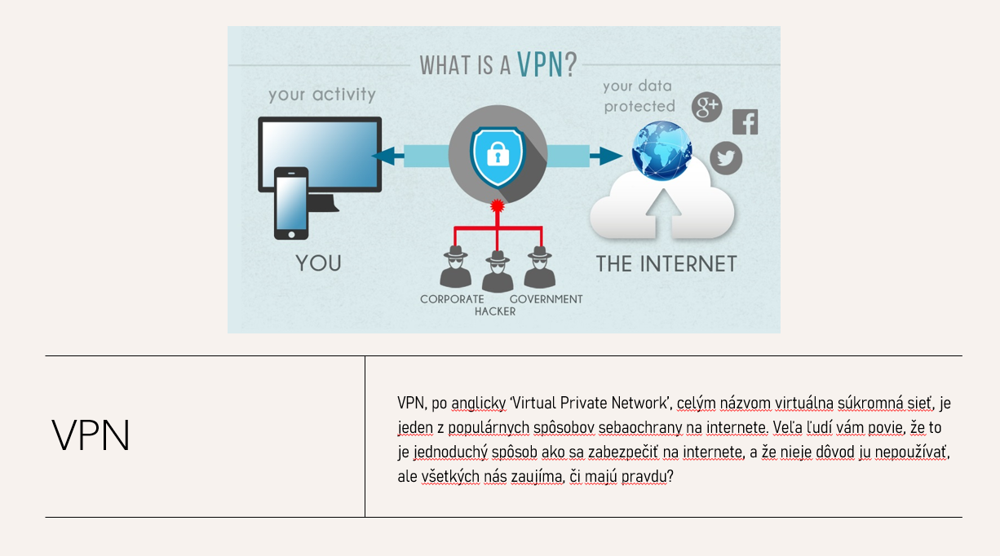 WHAT IS A VPN?
your activity
your data
protected
g+
f
YOU
THE INTERNET
CORPORATE
GOVERNMENT
HACKER
VPN
VPN, po anglicky ‘Virtual Private Network’, celým názvom virtuálna súkromná sieť, je
jeden z populárnych spôsobov sebaochrany na internete. Veľa ľudí vám povie, že to
je jednoduchý spôsob ako sa zabezpečiť na internete, a že nieje dôvod ju nepoužívať,
ale všetkých nás zaujíma, či majú pravdu?